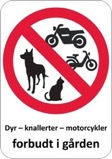 Dyr – knallerter – motorcykler
forbudt i gården